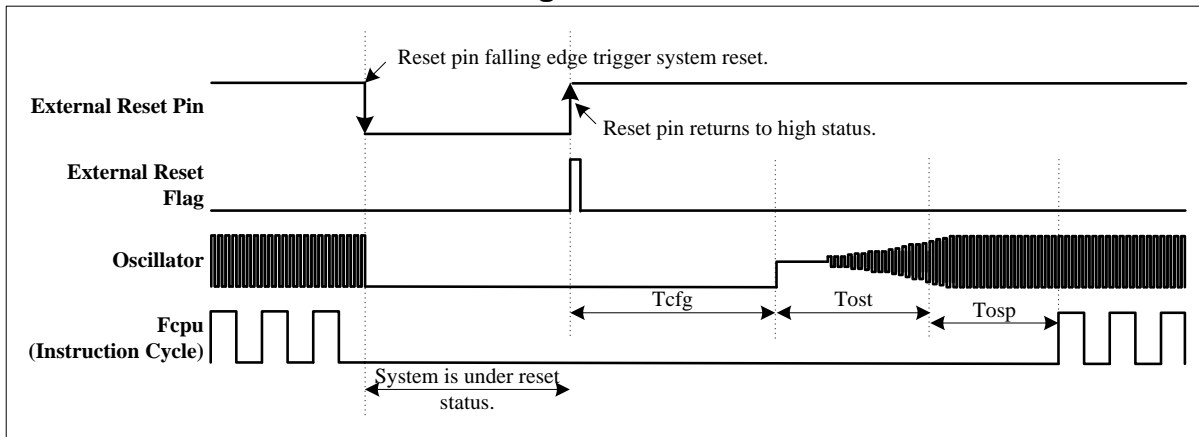 Reset pin falling edge trigger system reset.
External Reset Pin
Reset pin returns to high status.
External Reset
Flag
Oscillator
Tcfg
Tost
Tosp
Fcpu
(Instruction Cycle)
System is under reset
status.